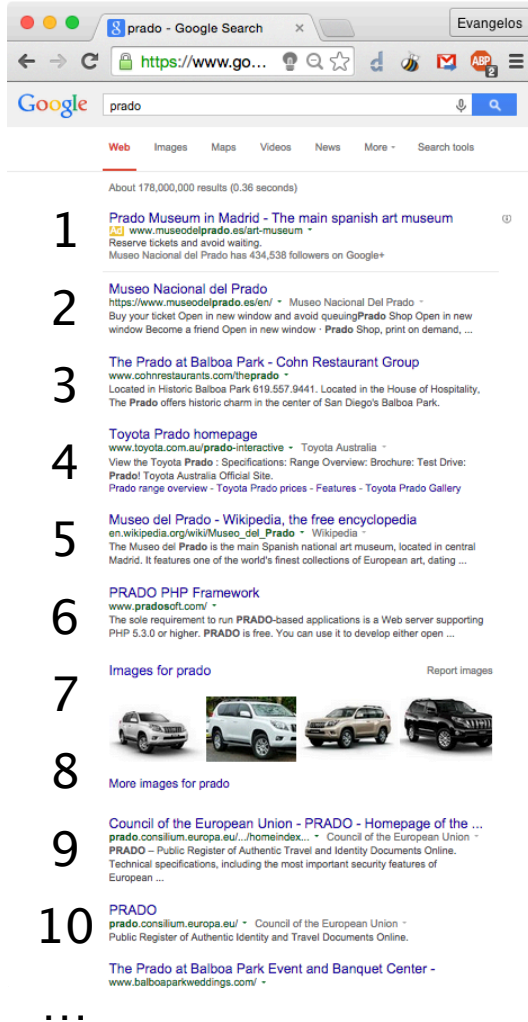 prado - Google Search
Evangelos
https://www.go...
ABP
2
Google
prado
Web Images Maps Videos News More Search tools
About 178,000,000 results (0.36 seconds)
1
Prado Museum in Madrid - The main spanish art museum
Ad www.museodelprado.es/art-museum
Reserve tickets and avoid waiting.
Museo Nacional del Prado has 434,538 followers on Google+
2
Museo Nacional del Prado
https://www.museodelprado.es/en/ Museo Nacional Del Prado
Buy your ticket Open in new window and avoid queuingPrado Shop Open in new
window Become a friend Open in new window · Prado Shop, print on demand, ...
3
The Prado at Balboa Park - Cohn Restaurant Group
www.cohnrestaurants.com/theprado
Located in Historic Balboa Park 619.557.9441. Located in the House of Hospitality,
The Prado offers historic charm in the center of San Diego's Balboa Park.
4
Toyota Prado homepage
www.toyota.com.au/prado-interactive Toyota Australia
View the Toyota Prado : Specifications: Range Overview: Brochure: Test Drive:
Prado! Toyota Australia Official Site.
Prado range overview - Toyota Prado prices - Features - Toyota Prado Gallery
5
Museo del Prado - Wikipedia, the free encyclopedia
en.wikipedia.org/wiki/Museo_del_Prado Wikipedia
The Museo del Prado is the main Spanish national art museum, located in central
Madrid. It features one of the world's finest collections of European art, dating ...
6
PRADO PHP Framework
www.pradosoft.com/
The sole requirement to run PRADO-based applications is a Web server supporting
PHP 5.3.0 or higher. PRADO is free. You can use it to develop either open ...
7
Images for prado Report images
8
More images for prado
9
Council of the European Union - PRADO - Homepage of the ...
prado.consilium.europa.eu/.../homeindex... Council of the European Union
PRADO – Public Register of Authentic Travel and Identity Documents Online.
Technical specifications, including the most important security features of
European ...
10
PRADO
prado.consilium.europa.eu/ Council of the European Union
Public Register of Authentic Identity and Travel Documents Online.
The Prado at Balboa Park Event and Banquet Center -
www.balboaparkweddings.com/
...